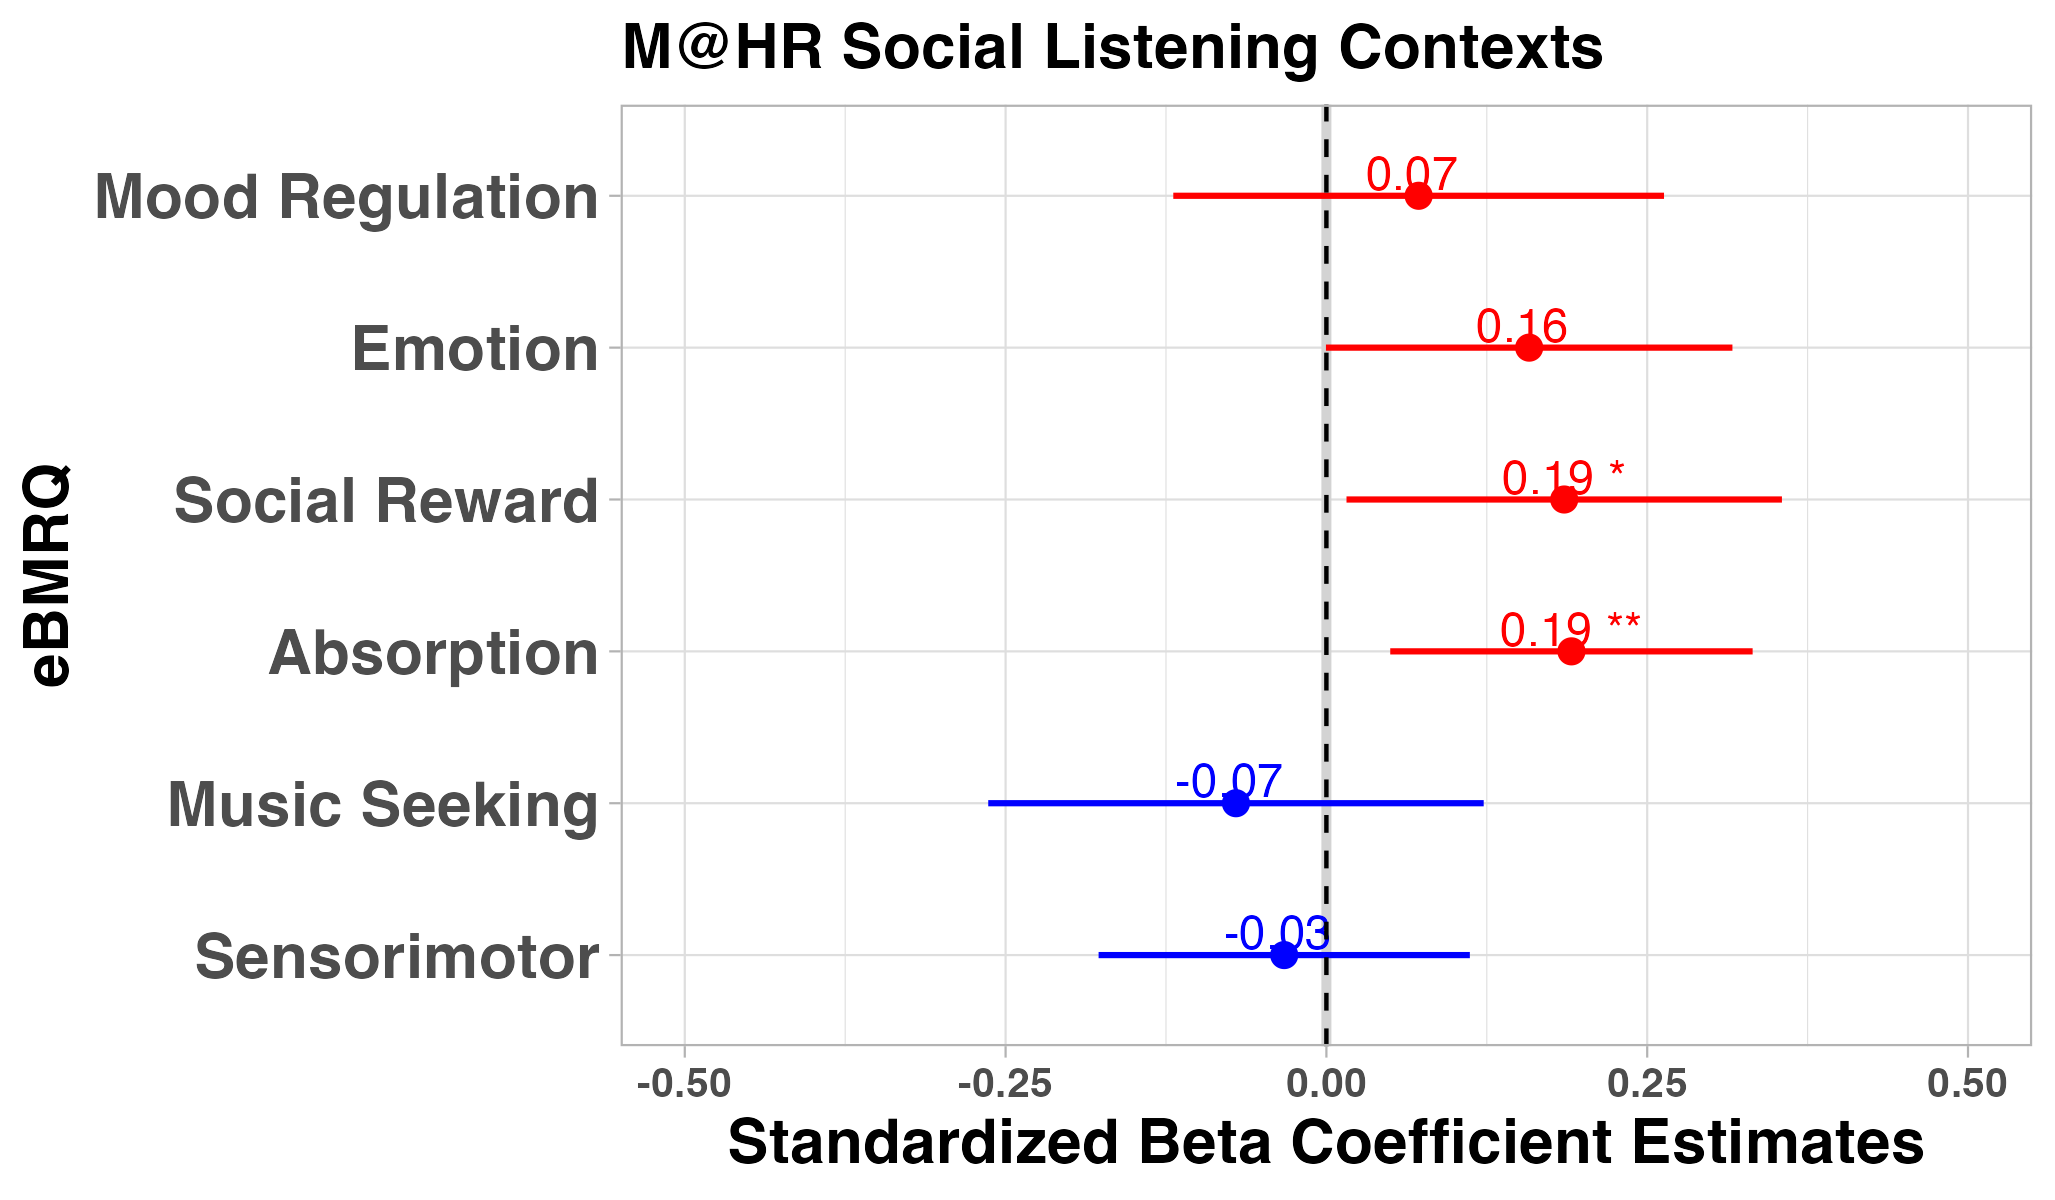 M@HR Social Listening Contexts
eBMRQ
Mood Regulation
0.07
Emotion
0.16
Social Reward
0.19 *
Absorption
0.19 **
Music Seeking
-0.07
Sensorimotor
-0.03
-0.50 -0.25 0.00 0.25 0.50
Standardized Beta Coefficient Estimates